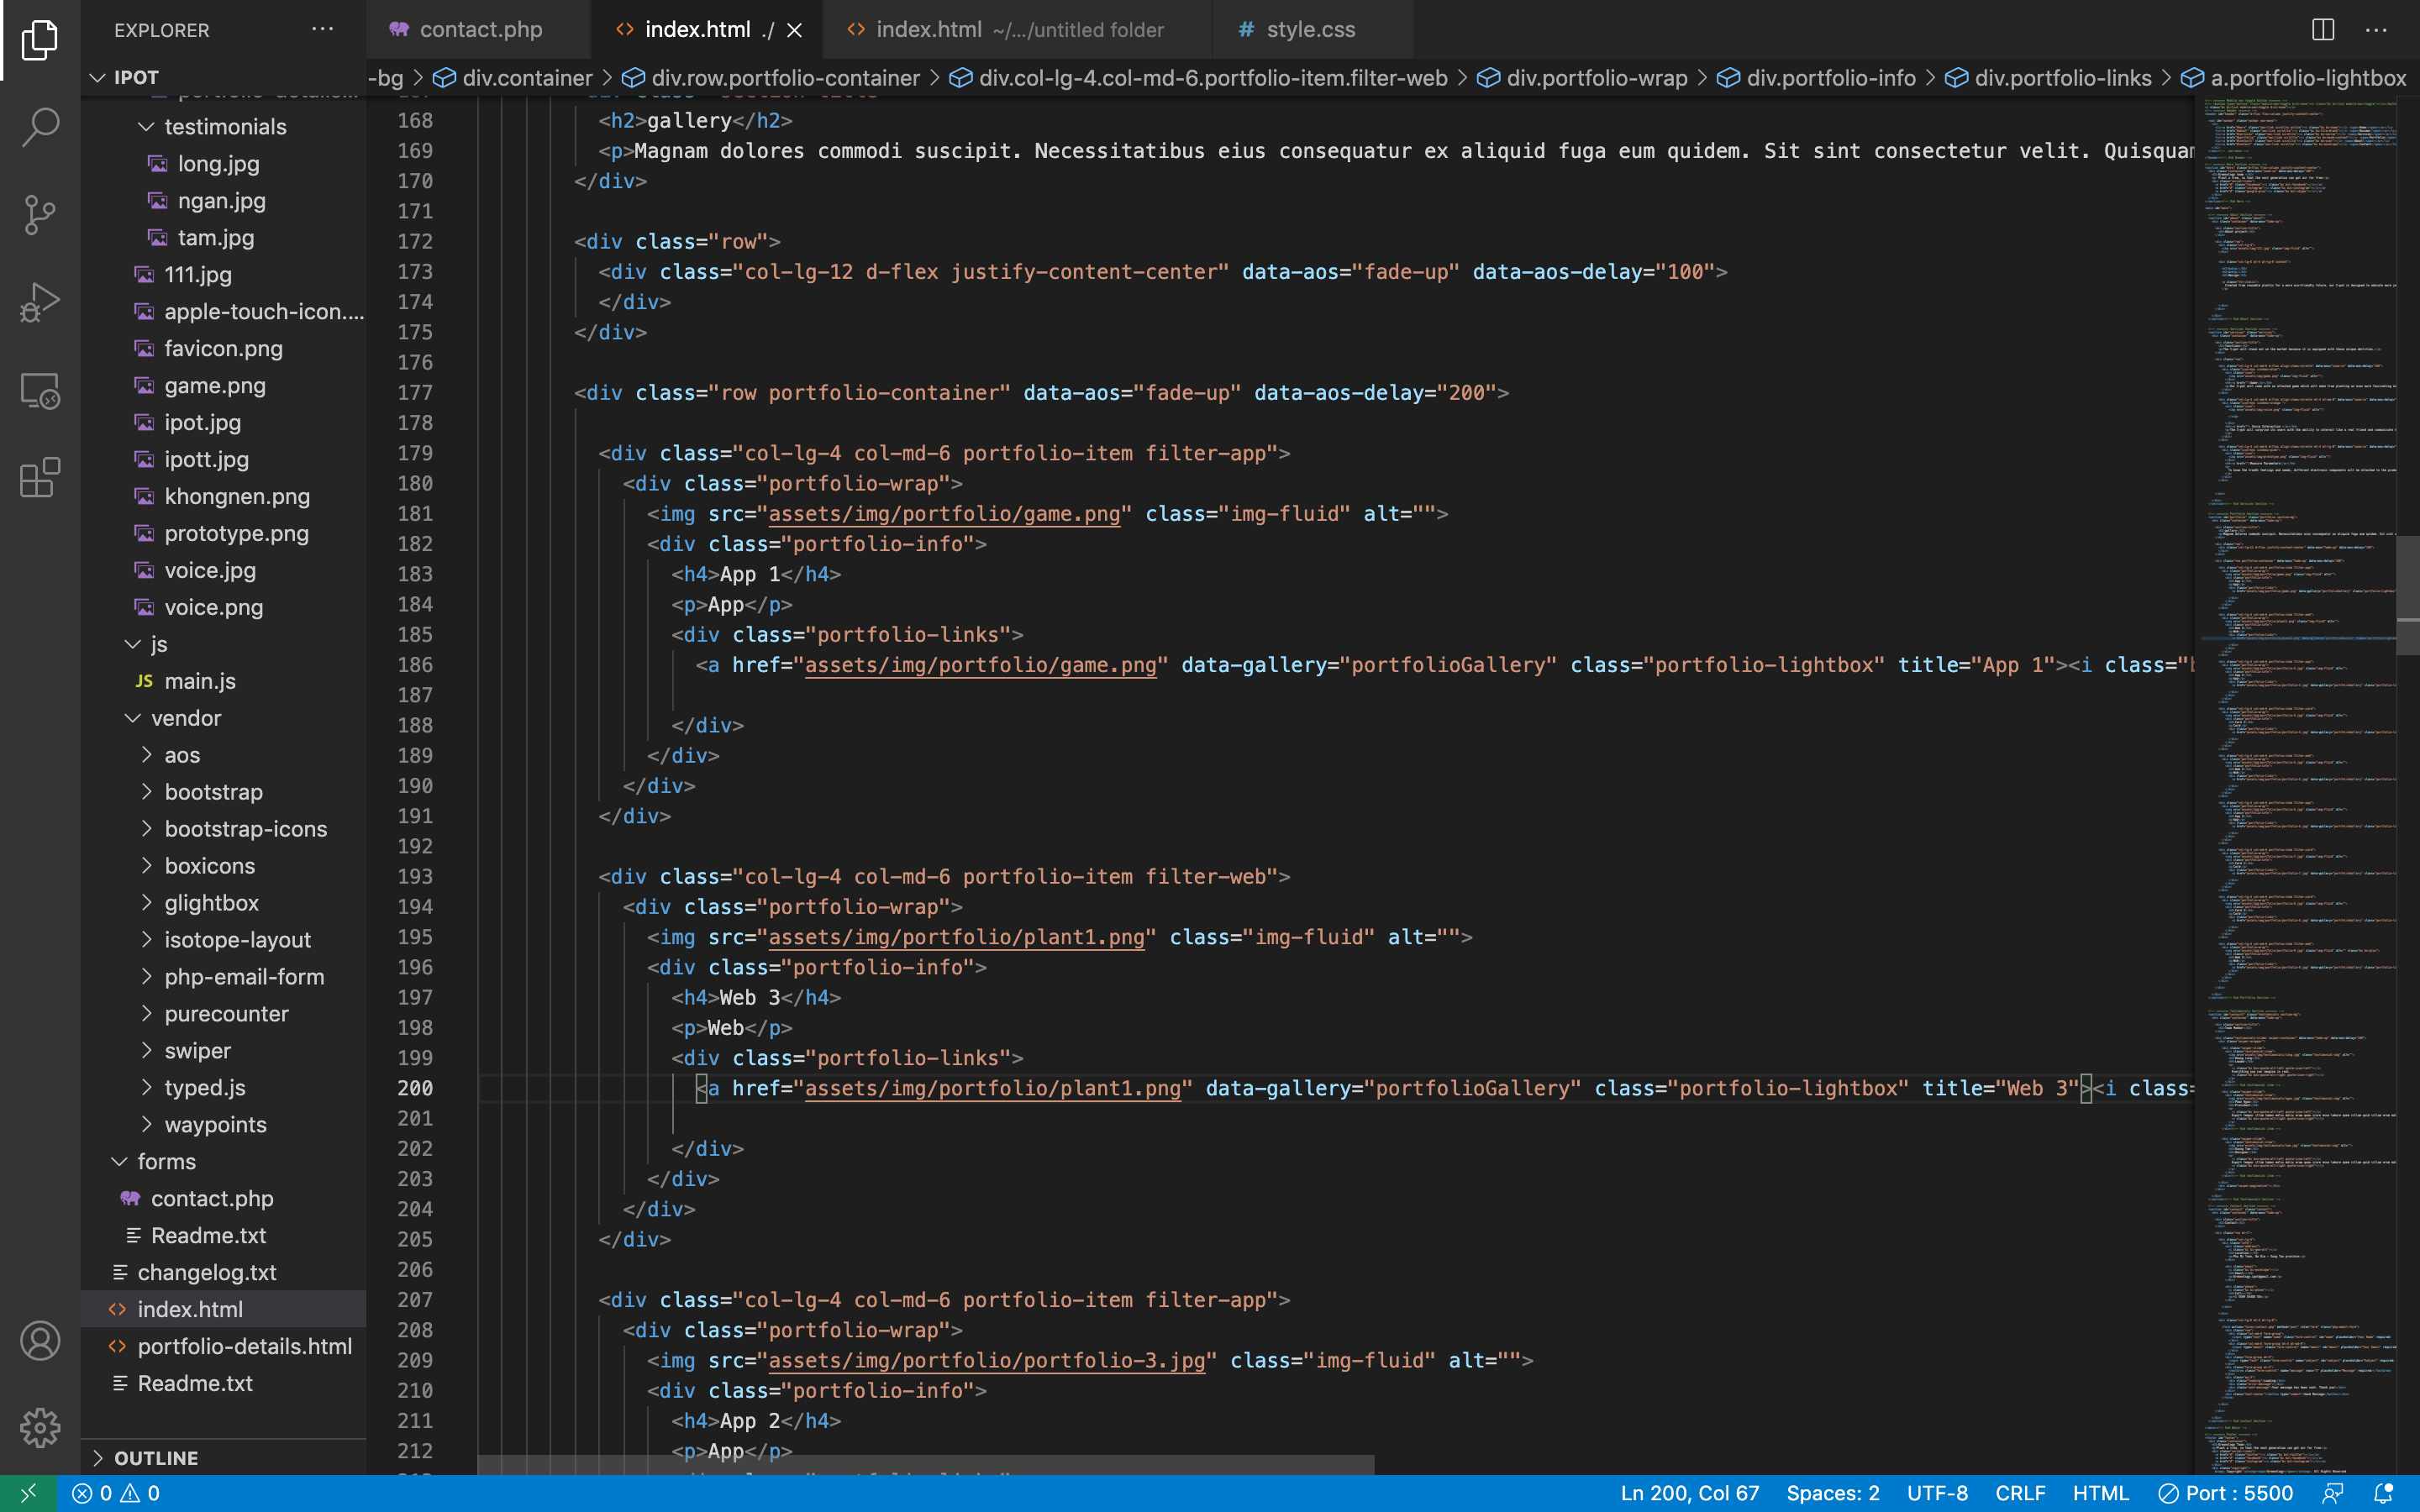 EXPLORER
contact.php
index.html ./
index.html ~/.../untitled folder
style.css
IPOT
-bg > div.container > div.row.portfolio-container > div.col-lg-4.col-md-6.portfolio-item.filter-web > div.portfolio-wrap > div.portfolio-info > div.portfolio-links > a.portfolio-lightbox
testimonials
long.jpg
ngan.jpg
tam.jpg
111.jpg
apple-touch-icon....
favicon.png
game.png
ipot.jpg
ipott.jpg
khongnen.png
prototype.png
voice.jpg
voice.png
js
JS main.js
vendor
aos
bootstrap
bootstrap-icons
boxicons
glightbox
isotope-layout
php-email-form
purecounter
swiper
typed.js
waypoints
forms
contact.php
Readme.txt
changelog.txt
index.html
portfolio-details.html
Readme.txt
OUTLINE
168 <h2>gallery</h2>
169 <p>Magnam dolores commodi suscipit. Necessitatibus eius consequatur ex aliquid fuga eum quidem. Sit sint consectetur velit. Quisquam
170 </div>
171
172 <div class="row">
173 <div class="col-lg-12 d-flex justify-content-center" data-aos="fade-up" data-aos-delay="100">
174 </div>
175 </div>
176
177 <div class="row portfolio-container" data-aos="fade-up" data-aos-delay="200">
178
179 <div class="col-lg-4 col-md-6 portfolio-item filter-app">
180 <div class="portfolio-wrap">
181 <img src="assets/img/portfolio/game.png" class="img-fluid" alt="">
182 <div class="portfolio-info">
183 <h4>App 1</h4>
184 <p>App</p>
185 <div class="portfolio-links">
186 <a href="assets/img/portfolio/game.png" data-gallery="portfolioGallery" class="portfolio-lightbox" title="App 1"><i class="b
187
188 </div>
189 </div>
190 </div>
191 </div>
192
193 <div class="col-lg-4 col-md-6 portfolio-item filter-web">
194 <div class="portfolio-wrap">
195 <img src="assets/img/portfolio/plant1.png" class="img-fluid" alt="">
196 <div class="portfolio-info">
197 <h4>Web 3</h4>
198 <p>Web</p>
199 <div class="portfolio-links">
200 <a href="assets/img/portfolio/plant1.png" data-gallery="portfolioGallery" class="portfolio-lightbox" title="Web 3"><i class=
201
202 </div>
203 </div>
204 </div>
205 </div>
206
207 <div class="col-lg-4 col-md-6 portfolio-item filter-app">
208 <div class="portfolio-wrap">
209 <img src="assets/img/portfolio/portfolio-3.jpg" class="img-fluid" alt="">
210 <div class="portfolio-info">
211 <h4>App 2</h4>
212 <p>App</p>
0 0
Ln 200, Col 67
Spaces: 2
UTF-8
CRLF
HTML
Port : 5500